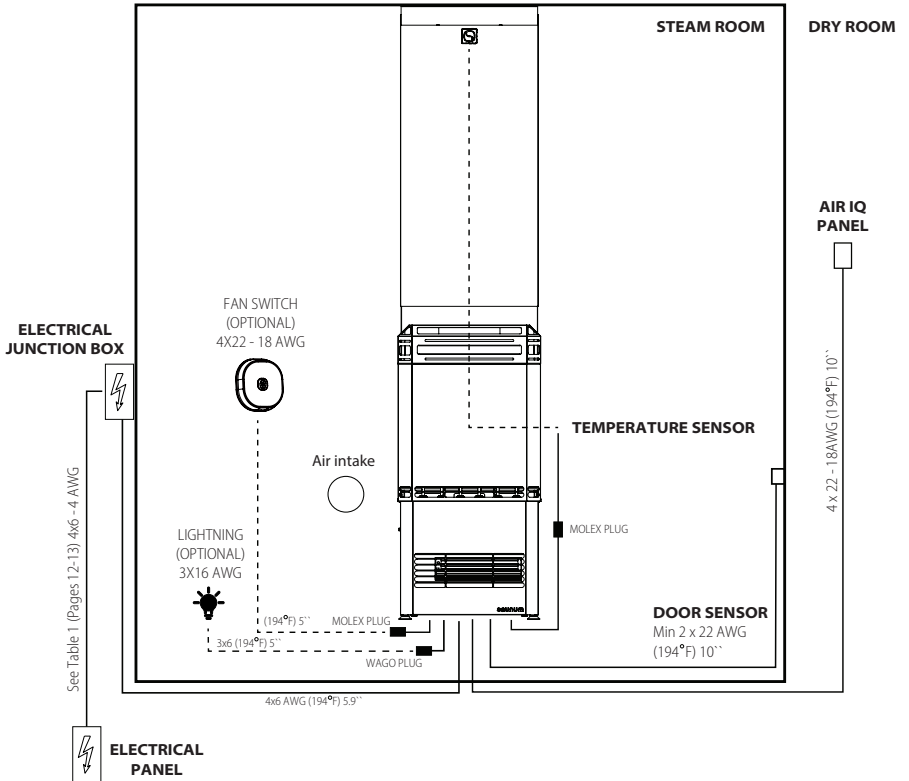 STEAM ROOM
DRY ROOM
AIR IQ
PANEL
FAN SWITCH
(OPTIONAL)
4X22 - 18 AWG
ELECTRICAL
JUNCTION BOX
TEMPERATURE SENSOR
Air intake
4 x 22 - 18AWG (194°F) 10``
See Table 1 (Pages 12-13) 4x6 - 4 AWG
MOLEX PLUG
LIGHTNING
(OPTIONAL)
3X16 AWG
DOOR SENSOR
Min 2 x 22 AWG
(194°F) 10``
(194°F) 5``
MOLEX PLUG
3x6 (194°F) 5``
WAGO PLUG
4x6 AWG (194°F) 5.9``
ELECTRICAL
PANEL